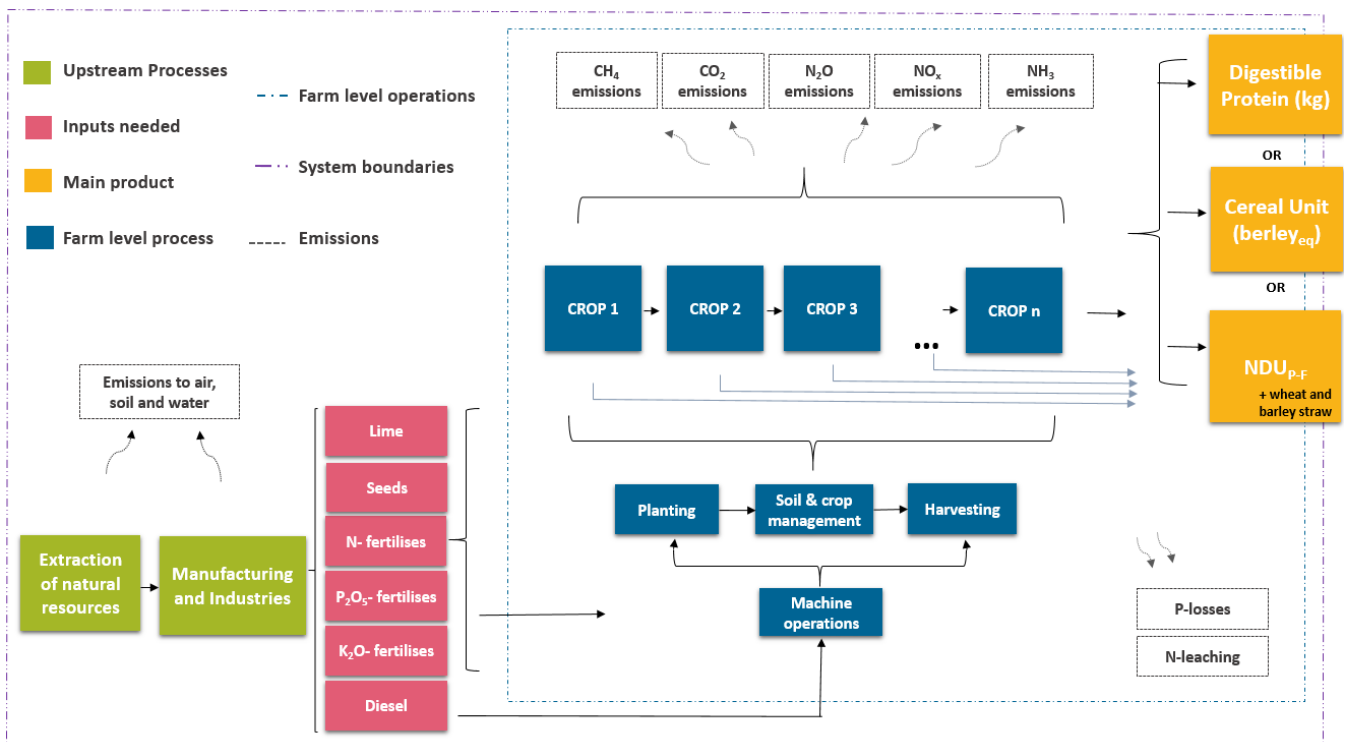 Upstream Processes
Inputs needed
Main product
Farm level process
Farm level operations
System boundaries
Emissions
CH₄
emissions
CO₂
emissions
N₂O
emissions
NOₓ
emissions
NH₃
emissions
Digestible
Protein (kg)
OR
Cereal Unit
(berley_eq)
OR
NDU_P-F
+ wheat and
barley straw
CROP 1
CROP 2
CROP 3
...
CROP n
Emissions to air,
soil and water
Extraction
of natural
resources
Manufacturing
and Industries
Lime
Seeds
N- fertilises
P₂O₅- fertilises
K₂O- fertilises
Diesel
Planting
Soil & crop
management
Harvesting
Machine
operations
P-losses
N-leaching